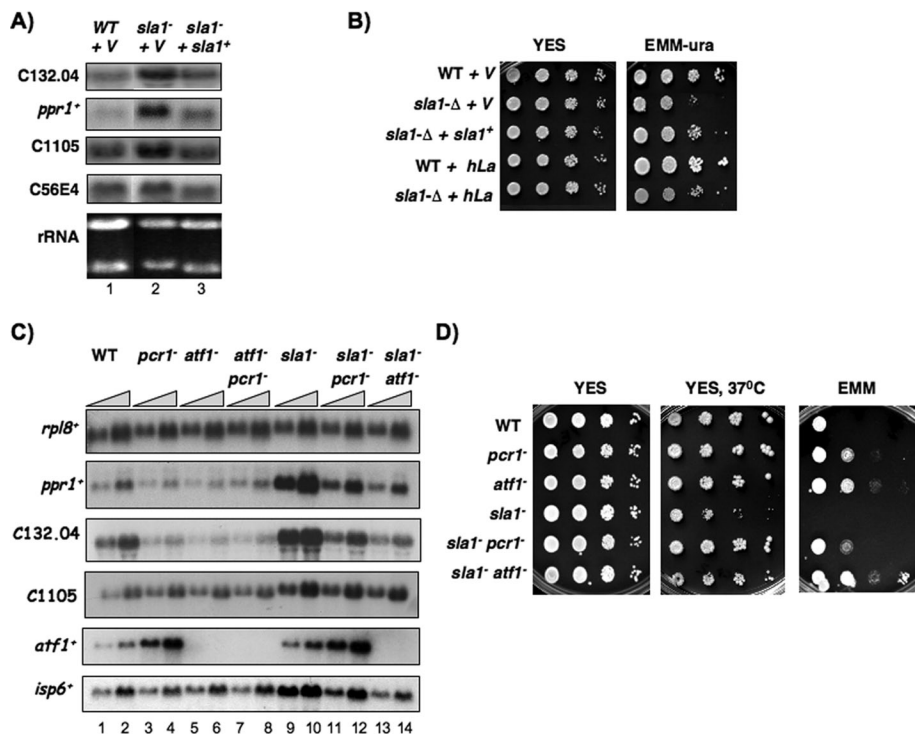 A)
WT sla1- sla1-
+ V + V + sla1+
C132.04
ppr1+
C1105
C56E4
rRNA
1 2 3
B)
YES EMM-ura
WT + V
sla1-Δ + V
sla1-Δ + sla1+
WT + hLa
sla1-Δ + hLa
C)
WT pcr1- atf1- atf1- sla1- sla1- sla1-
pcr1- pcr1- atf1-
rpl8+
ppr1+
C132.04
C1105
atf1+
isp6+
1 2 3 4 5 6 7 8 9 10 11 12 13 14
D)
YES YES, 37⁰C EMM
WT
pcr1-
atf1-
sla1-
sla1- pcr1-
sla1- atf1-